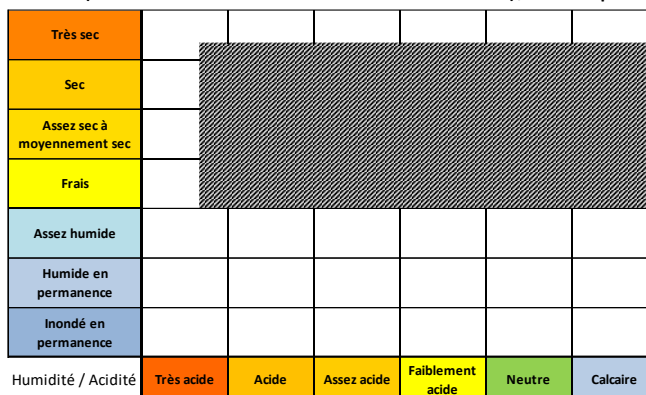 Très sec
Sec
Assez sec à
moyennement sec
Frais
Assez humide
Humide en
permanence
Inondé en
permanence
Humidité / Acidité
Très acide
Acide
Assez acide
Faiblement
acide
Neutre
Calcaire